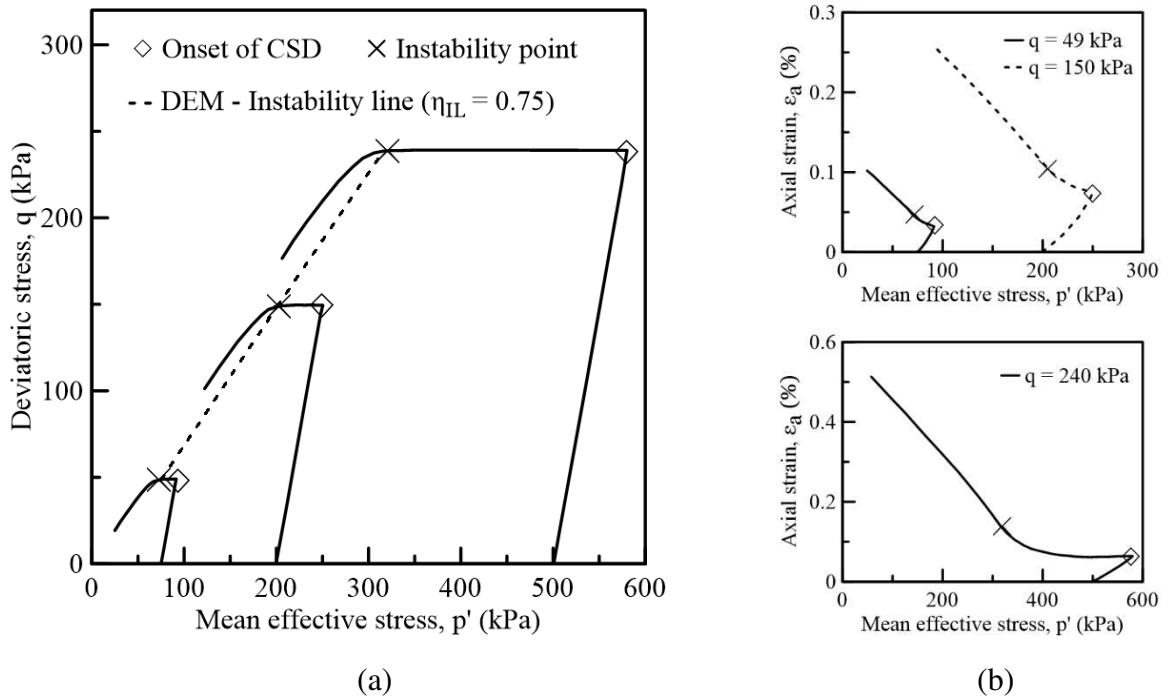 300
200
100
0
Deviatoric stress, q (kPa)
Onset of CSD
Instability point
DEM - Instability line (η_IL = 0.75)
0 100 200 300 400 500 600
Mean effective stress, p' (kPa)
(a)
0.3
0.2
0.1
0
Axial strain, ε_a (%)
q = 49 kPa
q = 150 kPa
0 100 200 300
Mean effective stress, p' (kPa)
0.6
0.4
0.2
0
Axial strain, ε_a (%)
q = 240 kPa
0 200 400 600
Mean effective stress, p' (kPa)
(b)